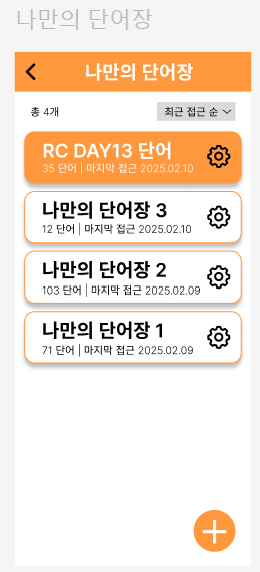 나만의 단어장
나만의 단어장
총 4개
최근 접근 순
RC DAY13 단어
35 단어 | 마지막 접근 2025.02.10
나만의 단어장 3
12 단어 | 마지막 접근 2025.02.10
나만의 단어장 2
103 단어 | 마지막 접근 2025.02.09
나만의 단어장 1
71 단어 | 마지막 접근 2025.02.09